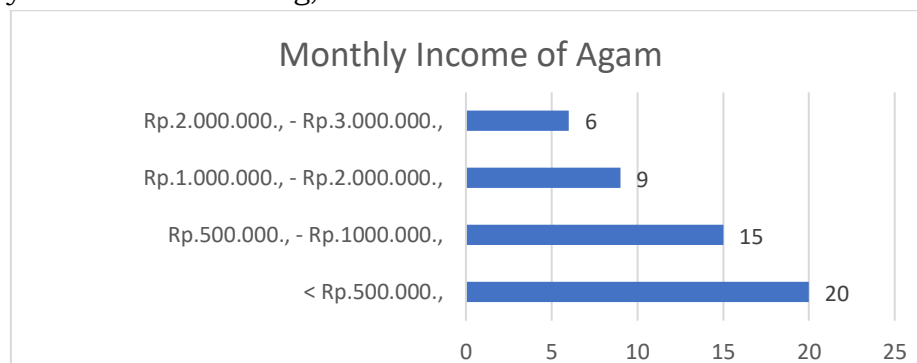 Monthly Income of Agam
Rp.2.000.000., - Rp.3.000.000., 6
Rp.1.000.000., - Rp.2.000.000., 9
Rp.500.000., - Rp.1000.000., 15
< Rp.500.000., 20
0 5 10 15 20 25